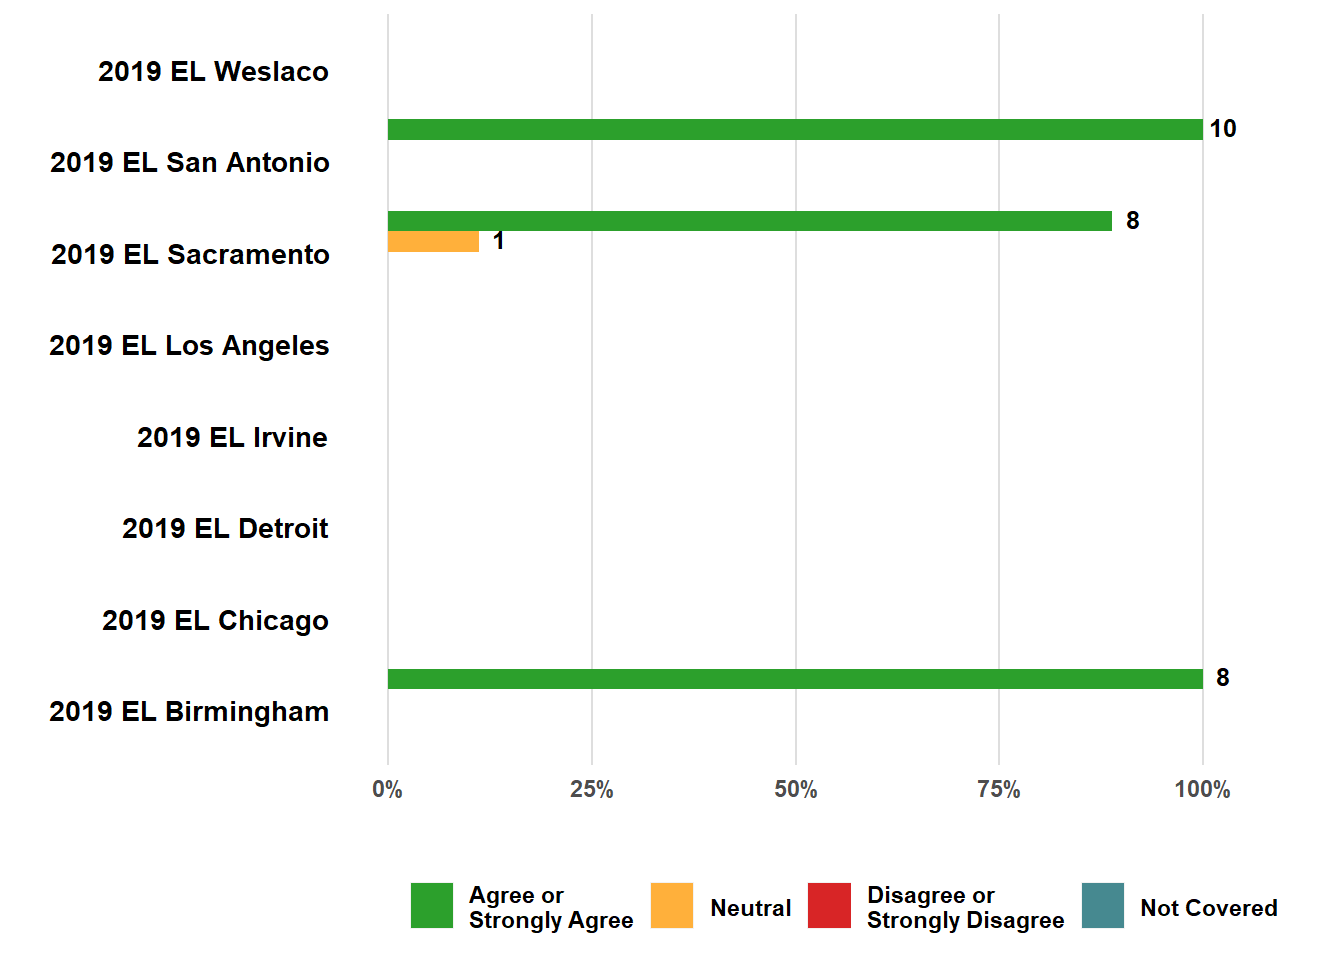 2019 EL Weslaco
10
2019 EL San Antonio
8
1
2019 EL Sacramento
2019 EL Los Angeles
2019 EL Irvine
2019 EL Detroit
2019 EL Chicago
8
2019 EL Birmingham
0% 25% 50% 75% 100%
Agree or
Strongly Agree
Neutral
Disagree or
Strongly Disagree
Not Covered